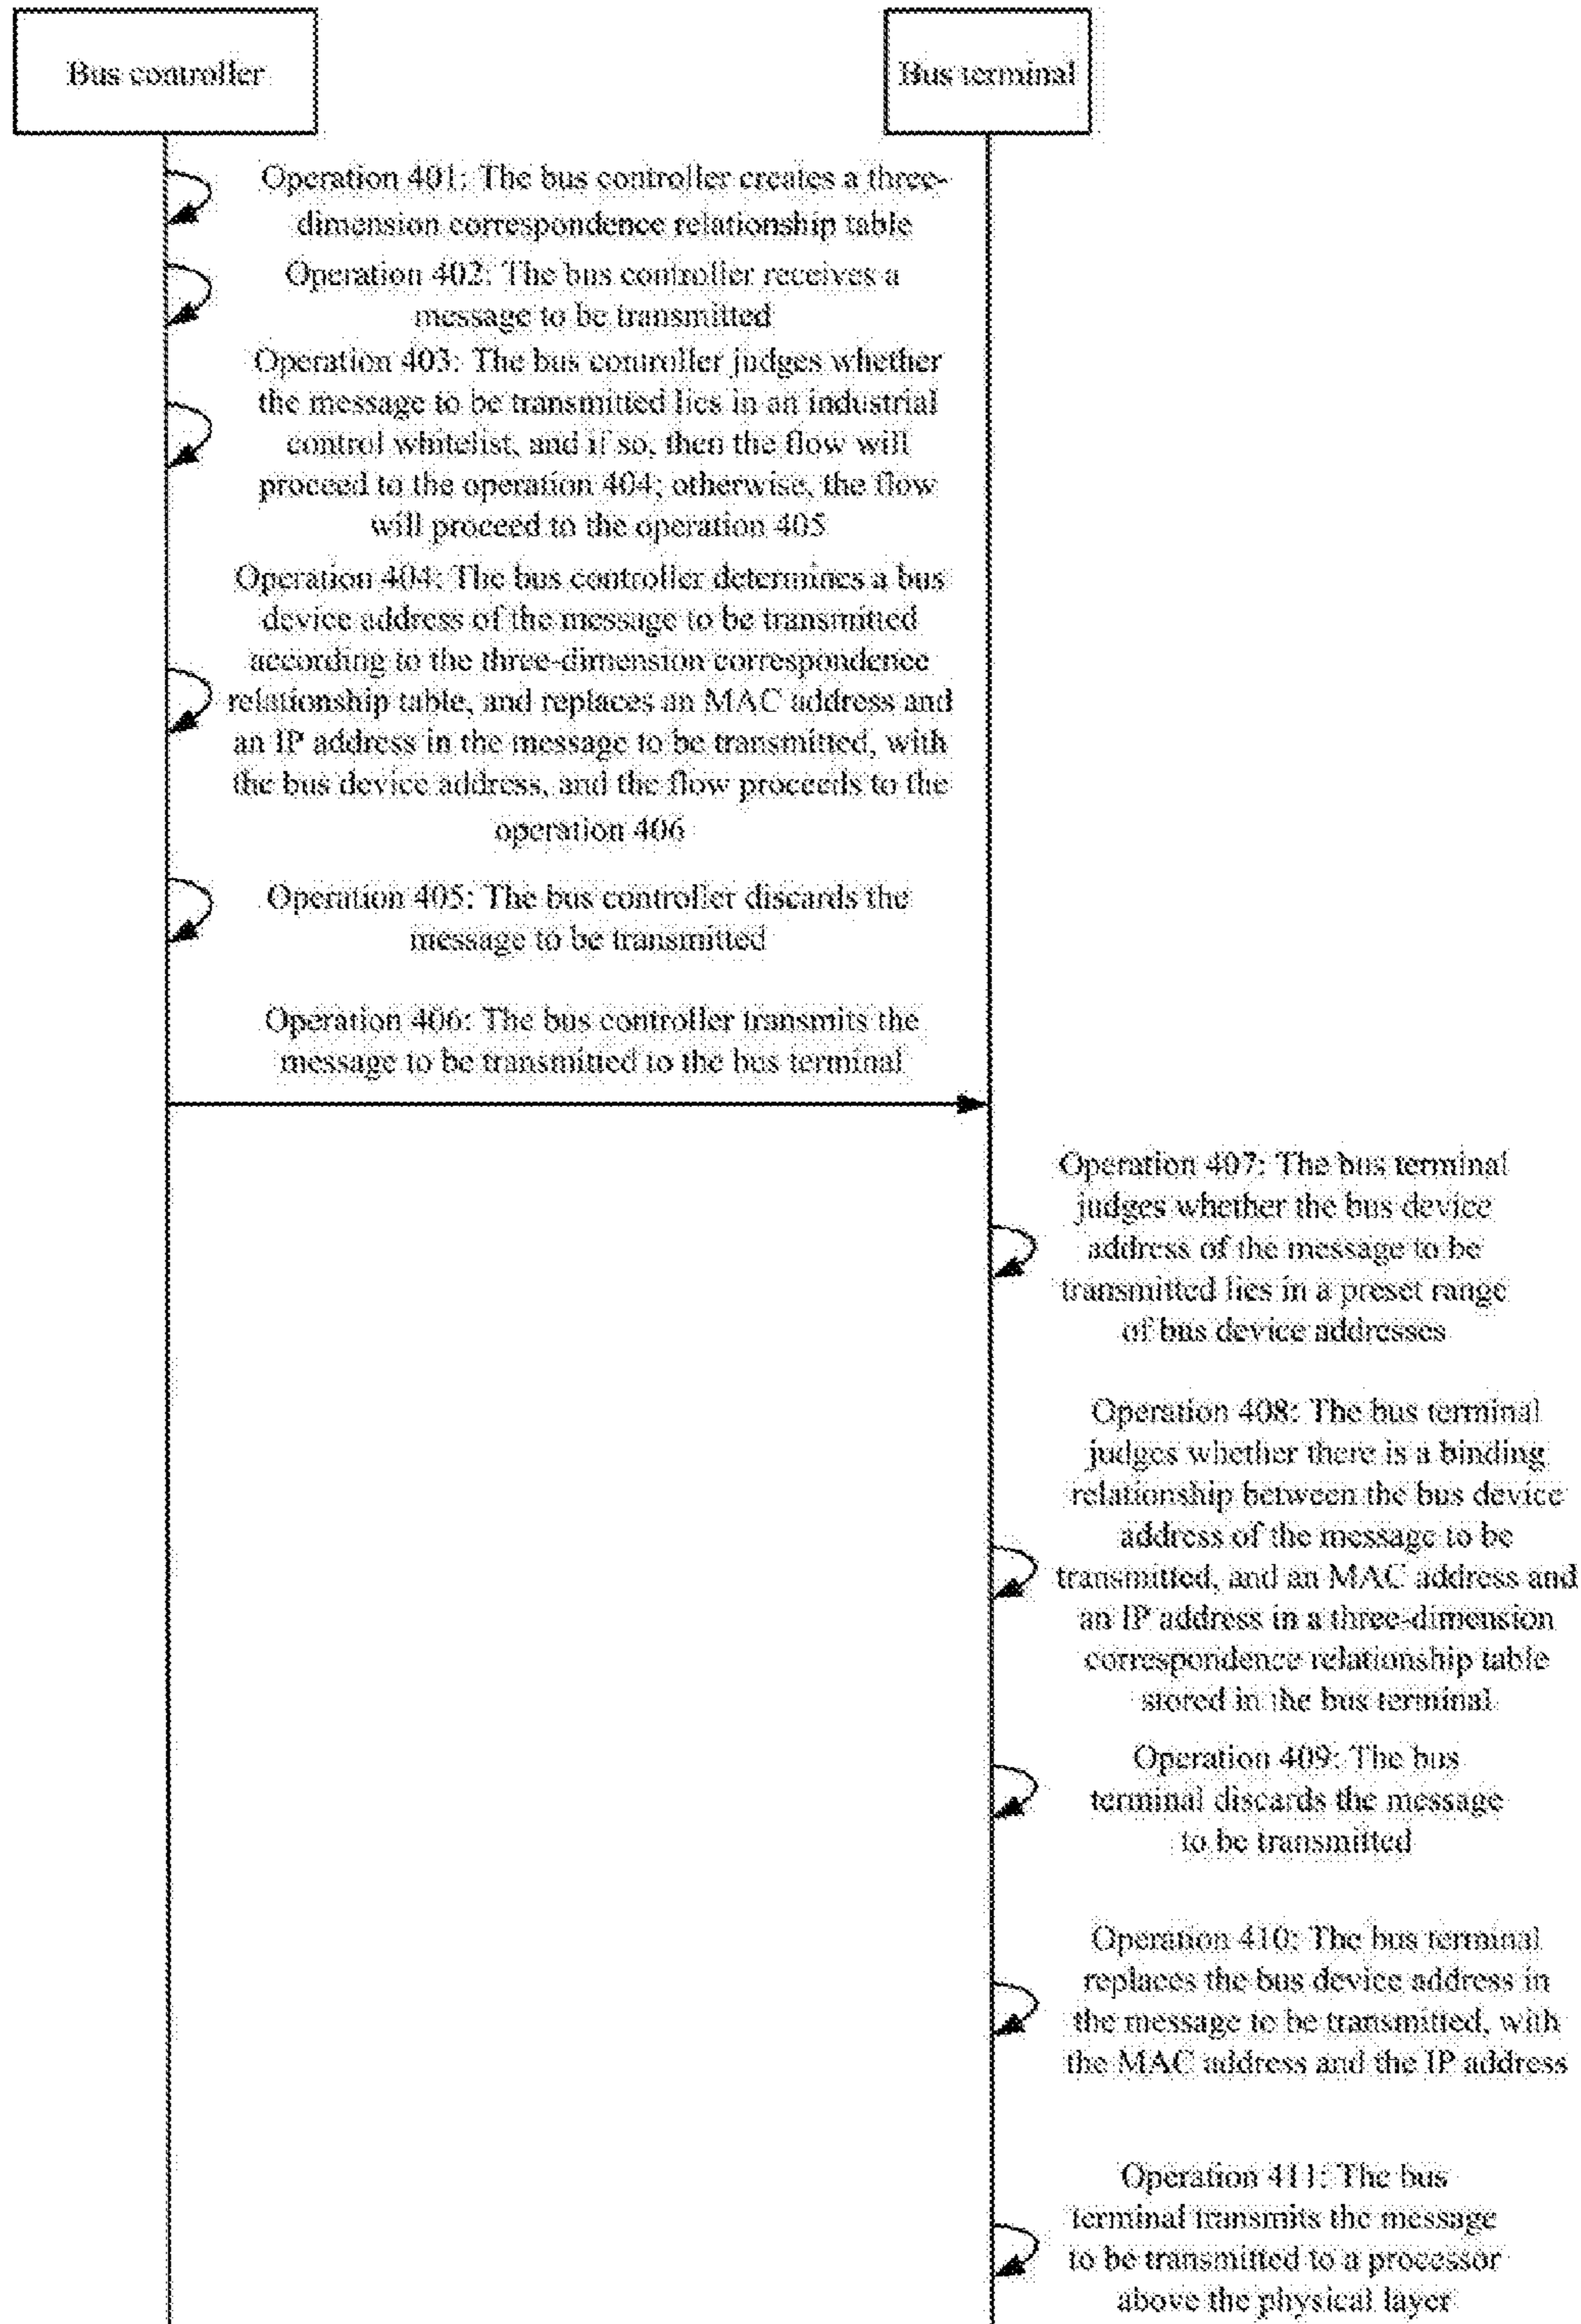 Bus controller
Bus terminal
Operation 401: The bus controller creates a three-
dimension correspondence relationship table
Operation 402: The bus controller receives a
message to be transmitted
Operation 403: The bus controller judges whether
the message to be transmitted lies in an industrial
control whitelist, and if so, then the flow will
proceed to the operation 404; otherwise, the flow
will proceed to the operation 405
Operation 404: The bus controller determines a bus
device address of the message to be transmitted
according to the three-dimension correspondence
relationship table, and replaces an MAC address and
an IP address in the message to be transmitted, with
the bus device address, and the flow proceeds to the
operation 406
Operation 405: The bus controller discards the
message to be transmitted
Operation 406: The bus controller transmits the
message to be transmitted to the bus terminal
Operation 407: The bus terminal
judges whether the bus device
address of the message to be
transmitted lies in a preset range
of bus device addresses
Operation 408: The bus terminal
judges whether there is a binding
relationship between the bus device
address of the message to be
transmitted, and an MAC address and
an IP address in a three-dimension
correspondence relationship table
stored in the bus terminal
Operation 409: The bus
terminal discards the message
to be transmitted
Operation 410: The bus terminal
replaces the bus device address in
the message to be transmitted, with
the MAC address and the IP address
Operation 411: The bus
terminal transmits the message
to be transmitted to a processor
above the physical layer